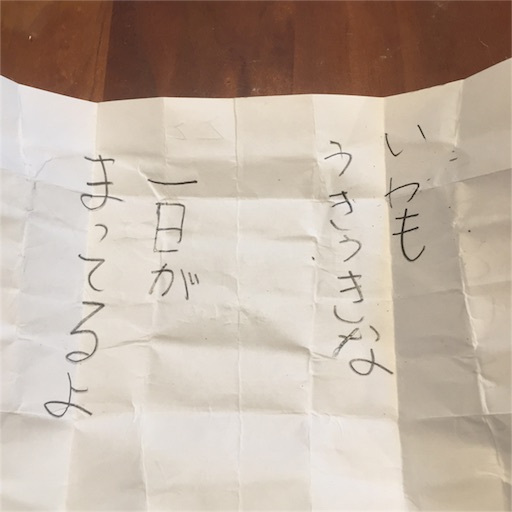 いつも
うきうきな
一日が
まってるよ